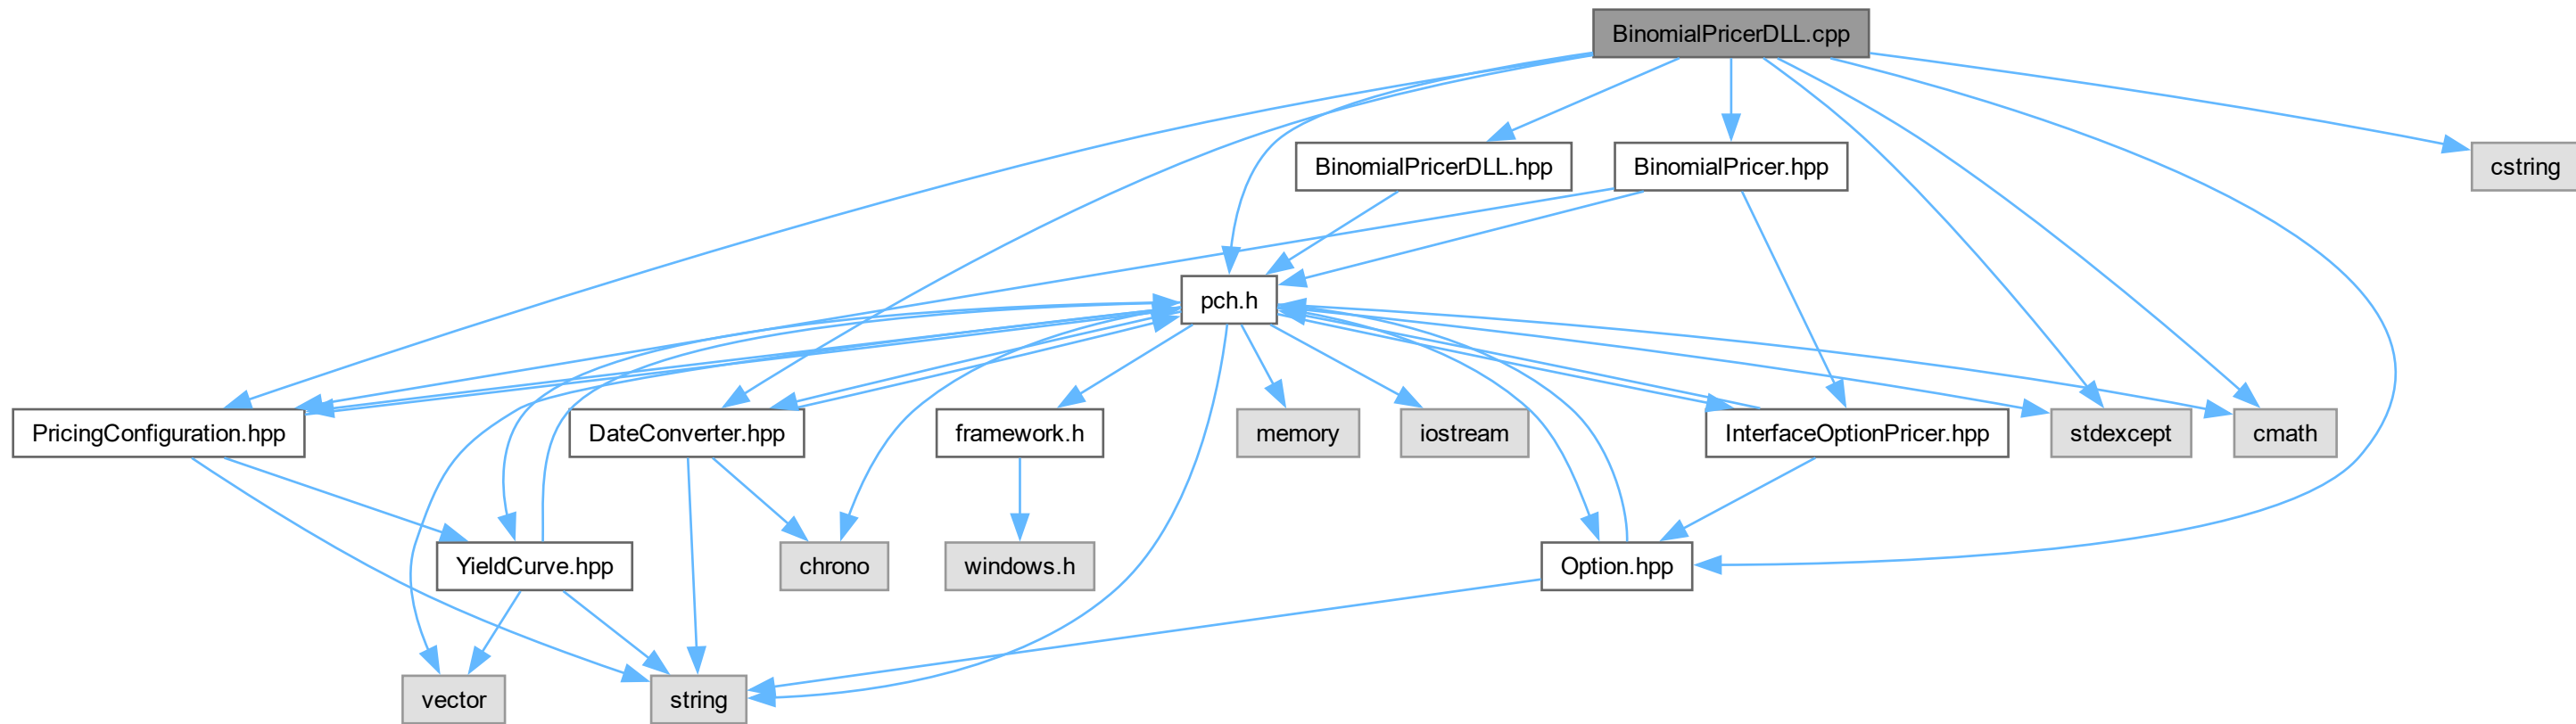 BinomialPricerDLL.cpp
BinomialPricerDLL.hpp
BinomialPricer.hpp
cstring
pch.h
PricingConfiguration.hpp
DateConverter.hpp
framework.h
memory
iostream
InterfaceOptionPricer.hpp
stdexcept
cmath
YieldCurve.hpp
chrono
windows.h
Option.hpp
vector
string